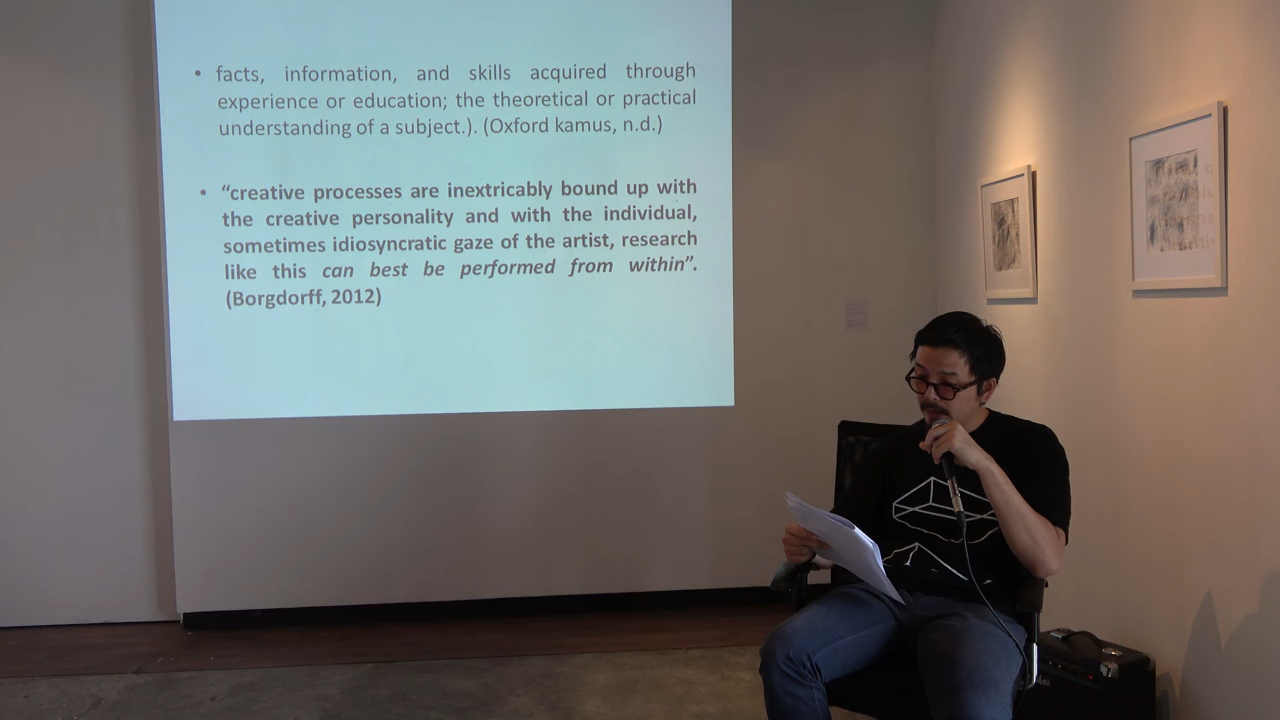 • facts, information, and skills acquired through
experience or education; the theoretical or practical
understanding of a subject.). (Oxford kamus, n.d.)
• “creative processes are inextricably bound up with
the creative personality and with the individual,
sometimes idiosyncratic gaze of the artist, research
like this can best be performed from within”.
(Borgdorff, 2012)